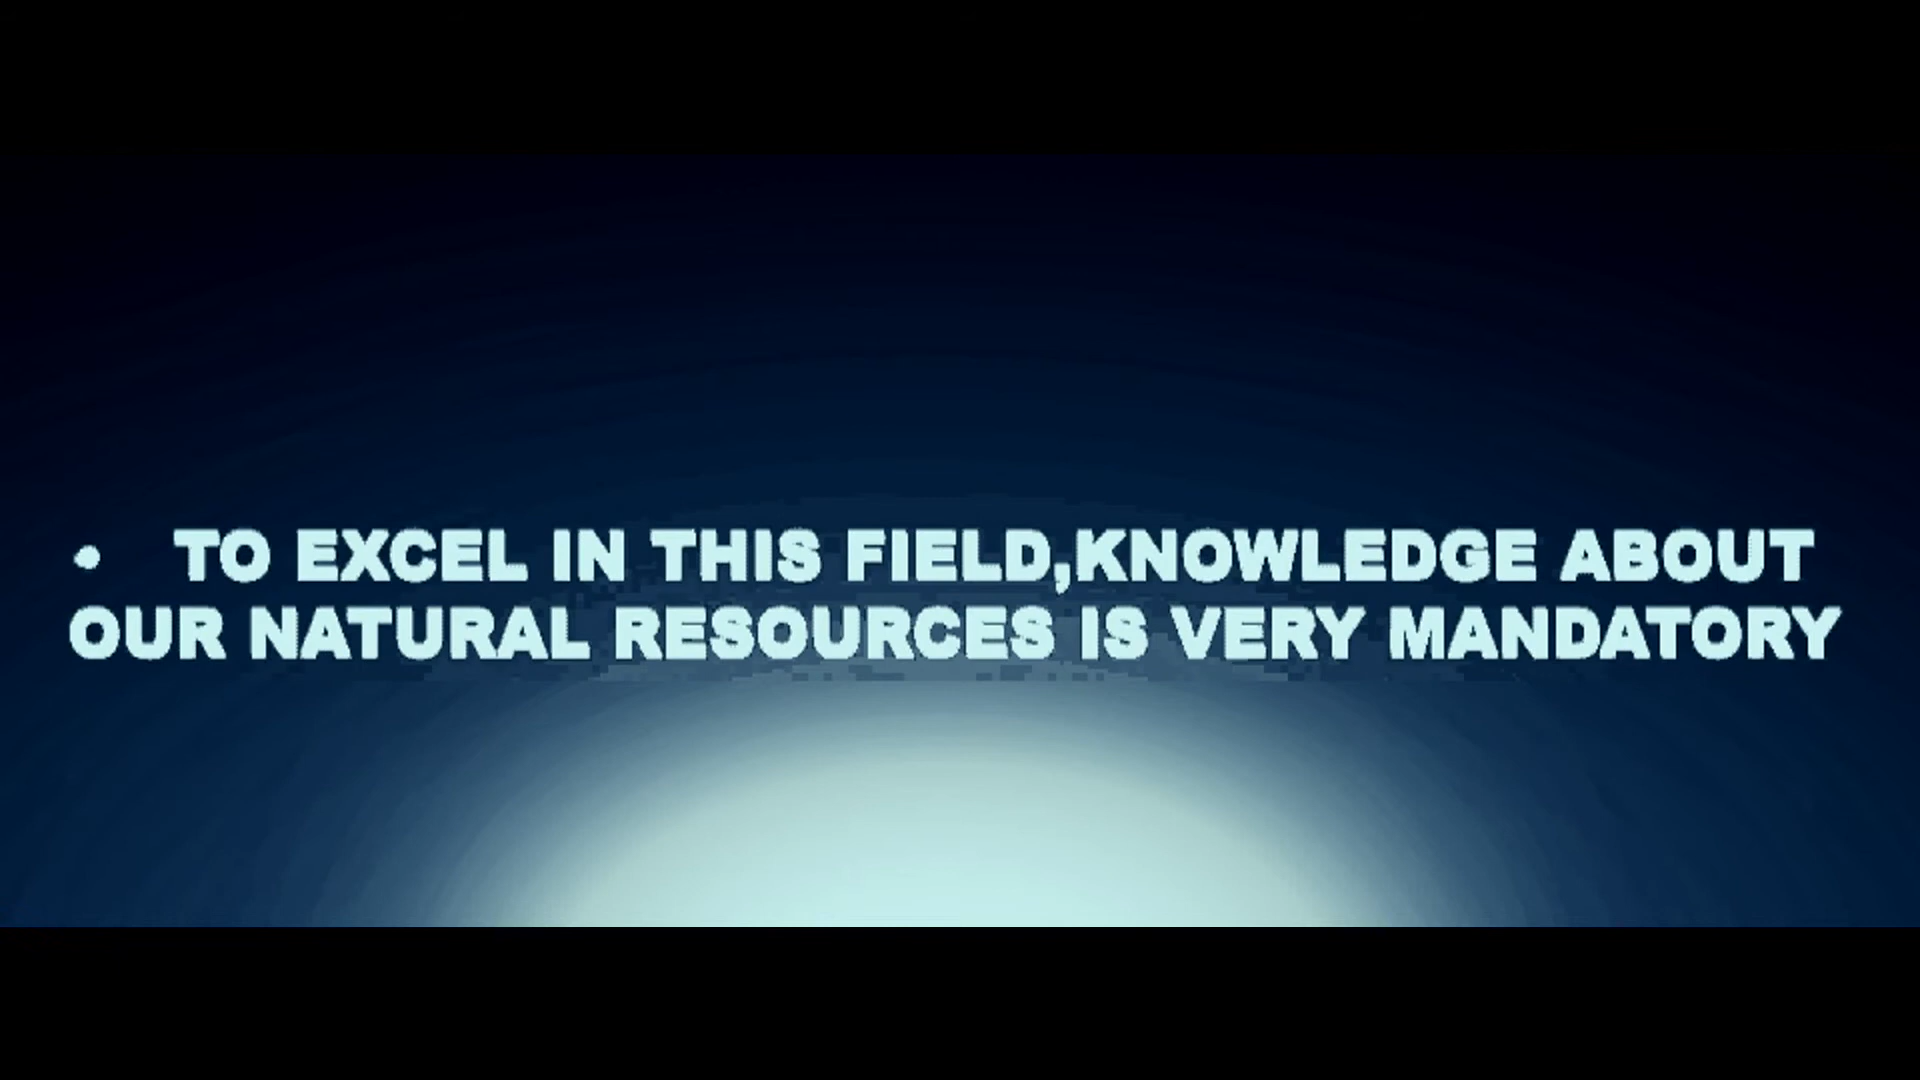 • TO EXCEL IN THIS FIELD,KNOWLEDGE ABOUT
OUR NATURAL RESOURCES IS VERY MANDATORY